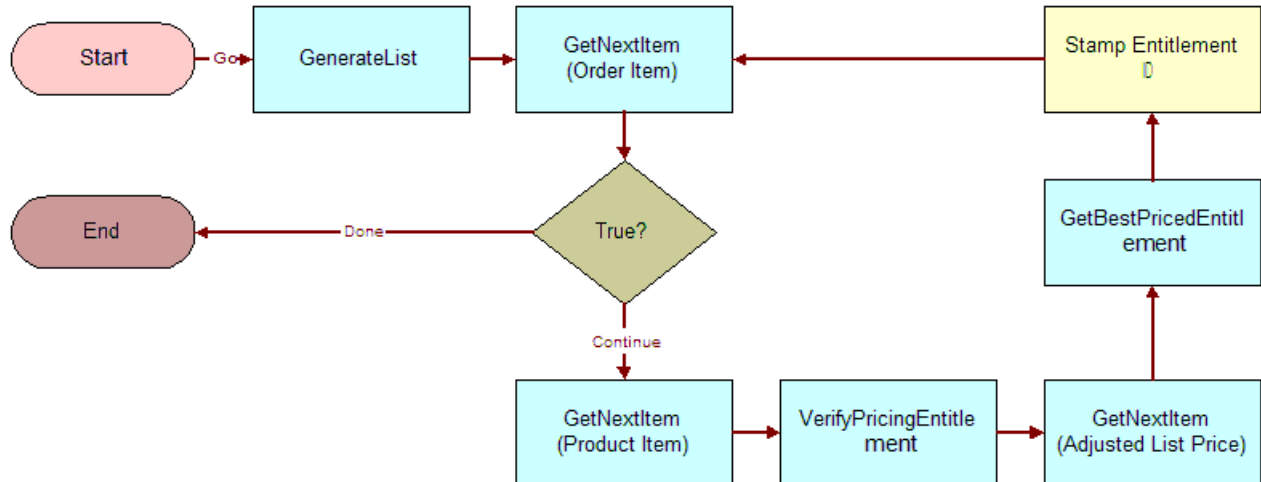 Start
Go
GenerateList
GetNextItem
(Order Item)
Stamp Entitlement
End
Done
True?
GetBestPricedEntitl
ement
Continue
GetNextItem
(Product Item)
VerifyPricingEntitle
ment
GetNextItem
(Adjusted List Price)